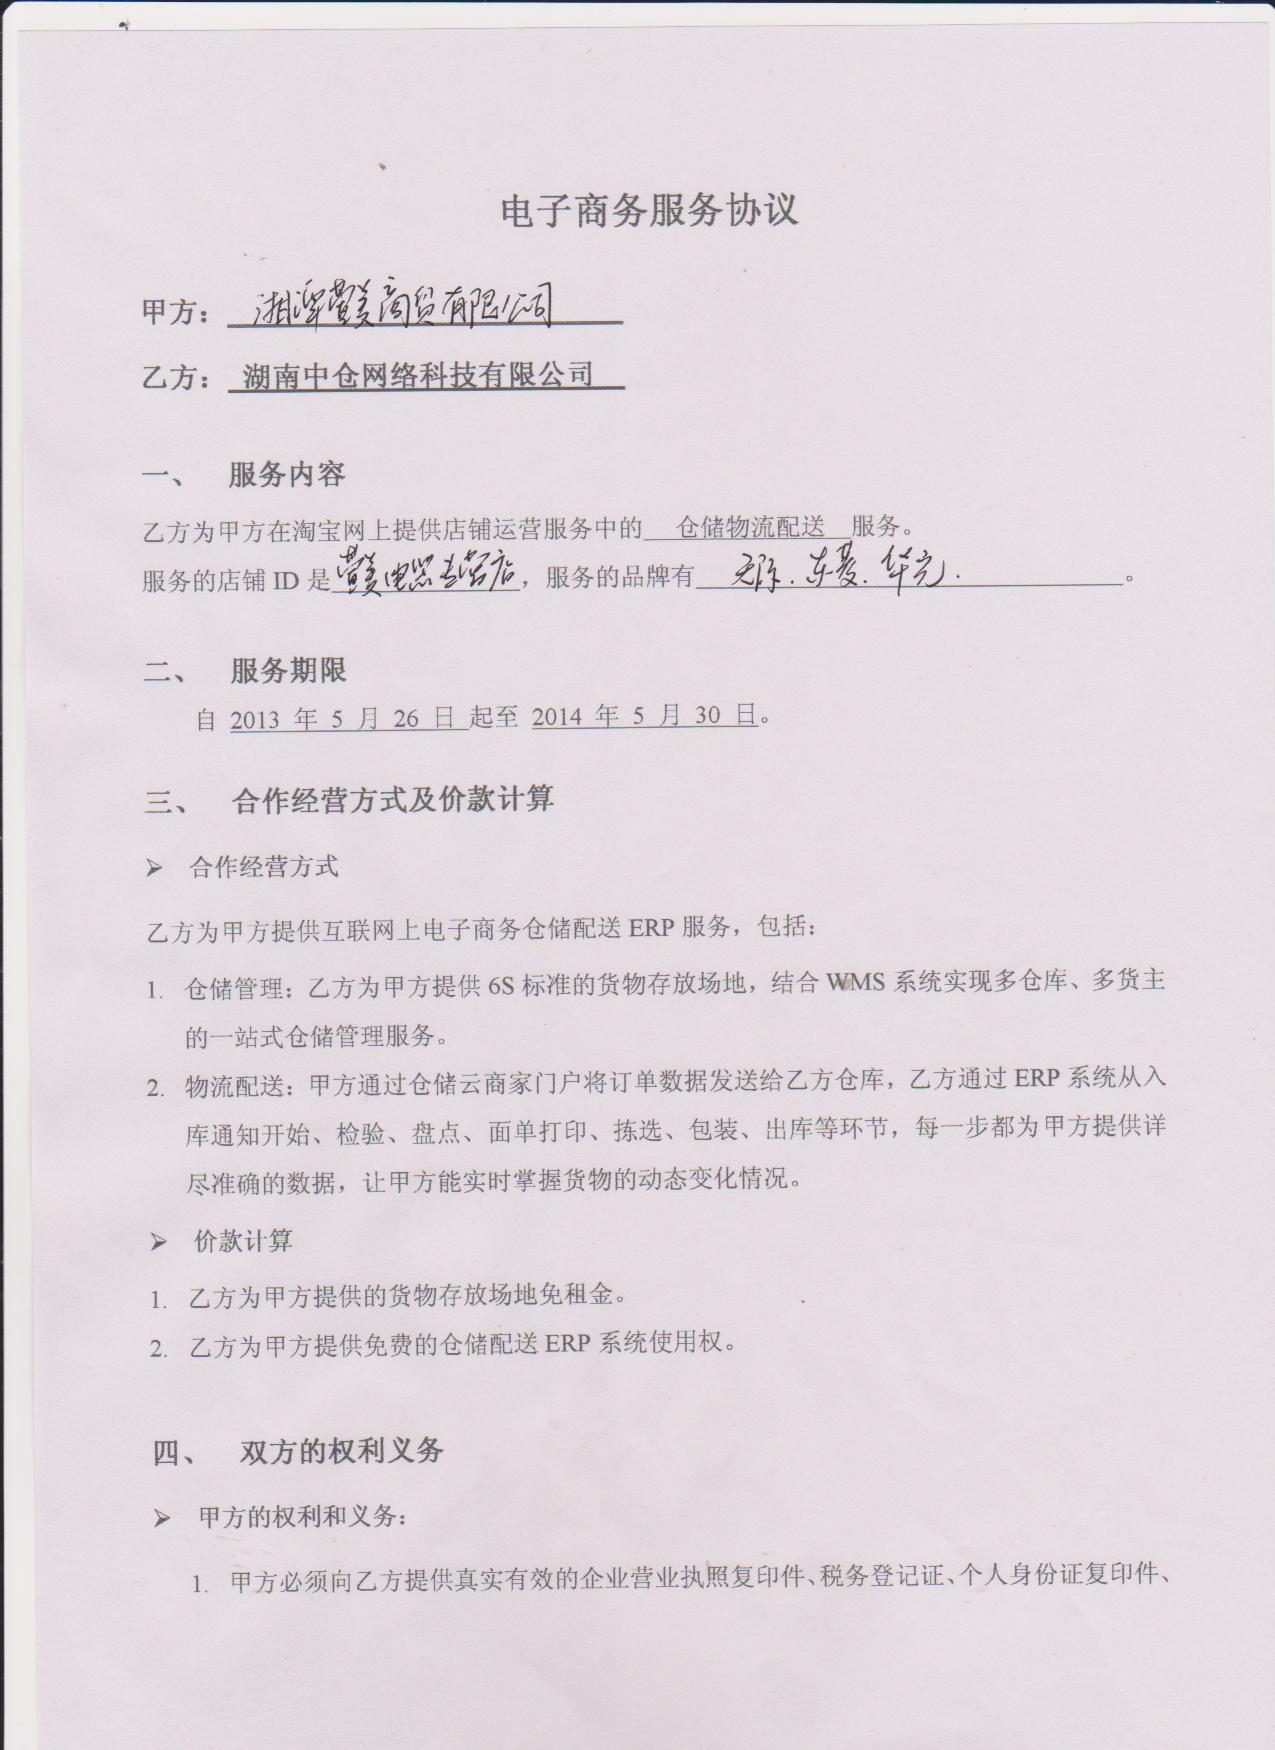 电子商务服务协议
甲方： 湘潭商贸有限公司
乙方： 湖南中仓网络科技有限公司
一、 服务内容
乙方为甲方在淘宝网上提供店铺运营服务中的 仓储物流配送 服务。
服务的店铺 ID 是电器专营店，服务的品牌有 东菱. 。
二、 服务期限
自 2013 年 5 月 26 日 起至 2014 年 5 月 30 日。
三、 合作经营方式及价款计算
➢ 合作经营方式
乙方为甲方提供互联网上电子商务仓储配送 ERP 服务，包括：
1. 仓储管理：乙方为甲方提供 6S 标准的货物存放场地，结合 WMS 系统实现多仓库、多货主
的一站式仓储管理服务。
2. 物流配送：甲方通过仓储云商家门户将订单数据发送给乙方仓库，乙方通过 ERP 系统从入
库通知开始、检验、盘点、面单打印、拣选、包装、出库等环节，每一步都为甲方提供详
尽准确的数据，让甲方能实时掌握货物的动态变化情况。
➢ 价款计算
1. 乙方为甲方提供的货物存放场地免租金。
2. 乙方为甲方提供免费的仓储配送 ERP 系统使用权。
四、 双方的权利义务
➢ 甲方的权利和义务：
1. 甲方必须向乙方提供真实有效的企业营业执照复印件、税务登记证、个人身份证复印件、